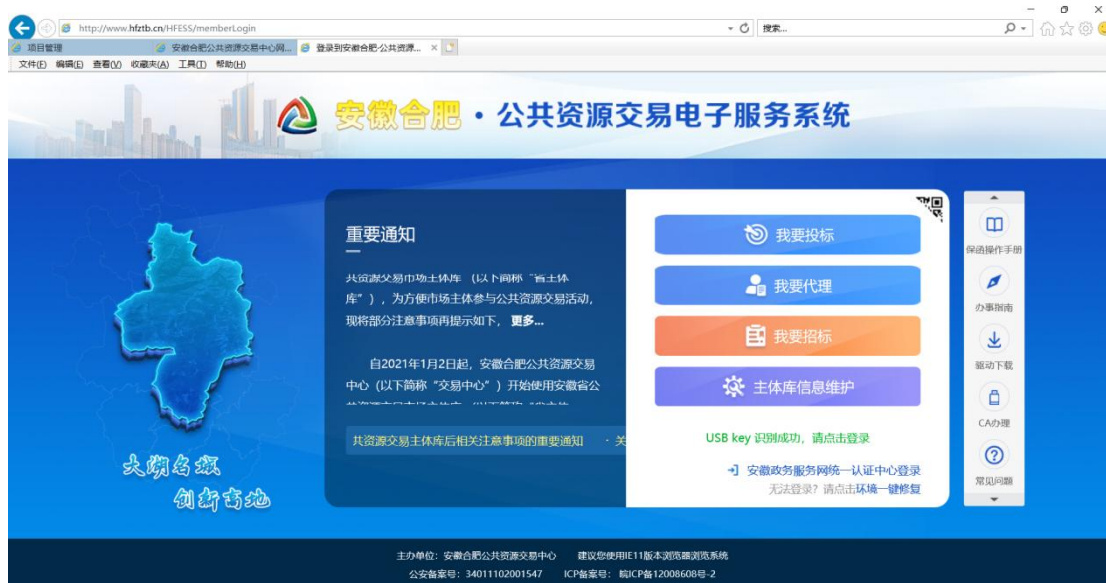 http://www.hfztb.cn/HFESS/memberLogin
搜索...
项目管理
安徽合肥公共资源交易中心网...
登录到安徽合肥·公共资源...
文件(F) 编辑(E) 查看(V) 收藏夹(A) 工具(T) 帮助(H)
安徽合肥·公共资源交易电子服务系统
大湖名城
创新高地
重要通知
共资源交易市场主体库（以下简称“省主体
库”），为方便市场主体参与公共资源交易活动，
现将部分注意事项再提示如下， 更多...
自2021年1月2日起，安徽合肥公共资源交易
中心（以下简称“交易中心”）开始使用安徽省公
共资源交易主体库后相关注意事项的重要通知 · 关
我要投标
我要代理
我要招标
主体库信息维护
USB key 识别成功，请点击登录
安徽政务服务网统一认证中心登录
无法登录？请点击环境一键修复
保函操作手册
办事指南
驱动下载
CA办理
常见问题
主办单位：安徽合肥公共资源交易中心 建议您使用IE11版本浏览器浏览系统
公安备案号：34011102001547 ICP备案号： 皖ICP备12008608号-2